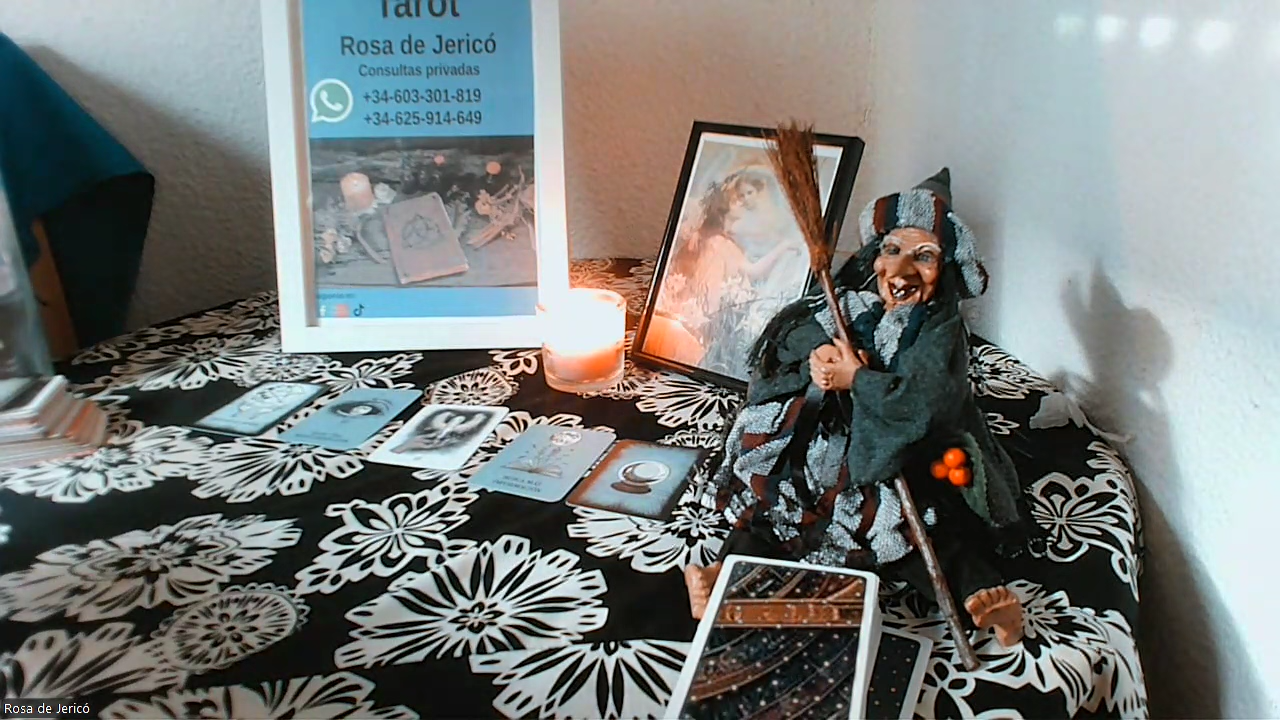 Tarot
Rosa de Jericó
Consultas privadas
+34-603-301-819
+34-625-914-649
Rosa de Jericó